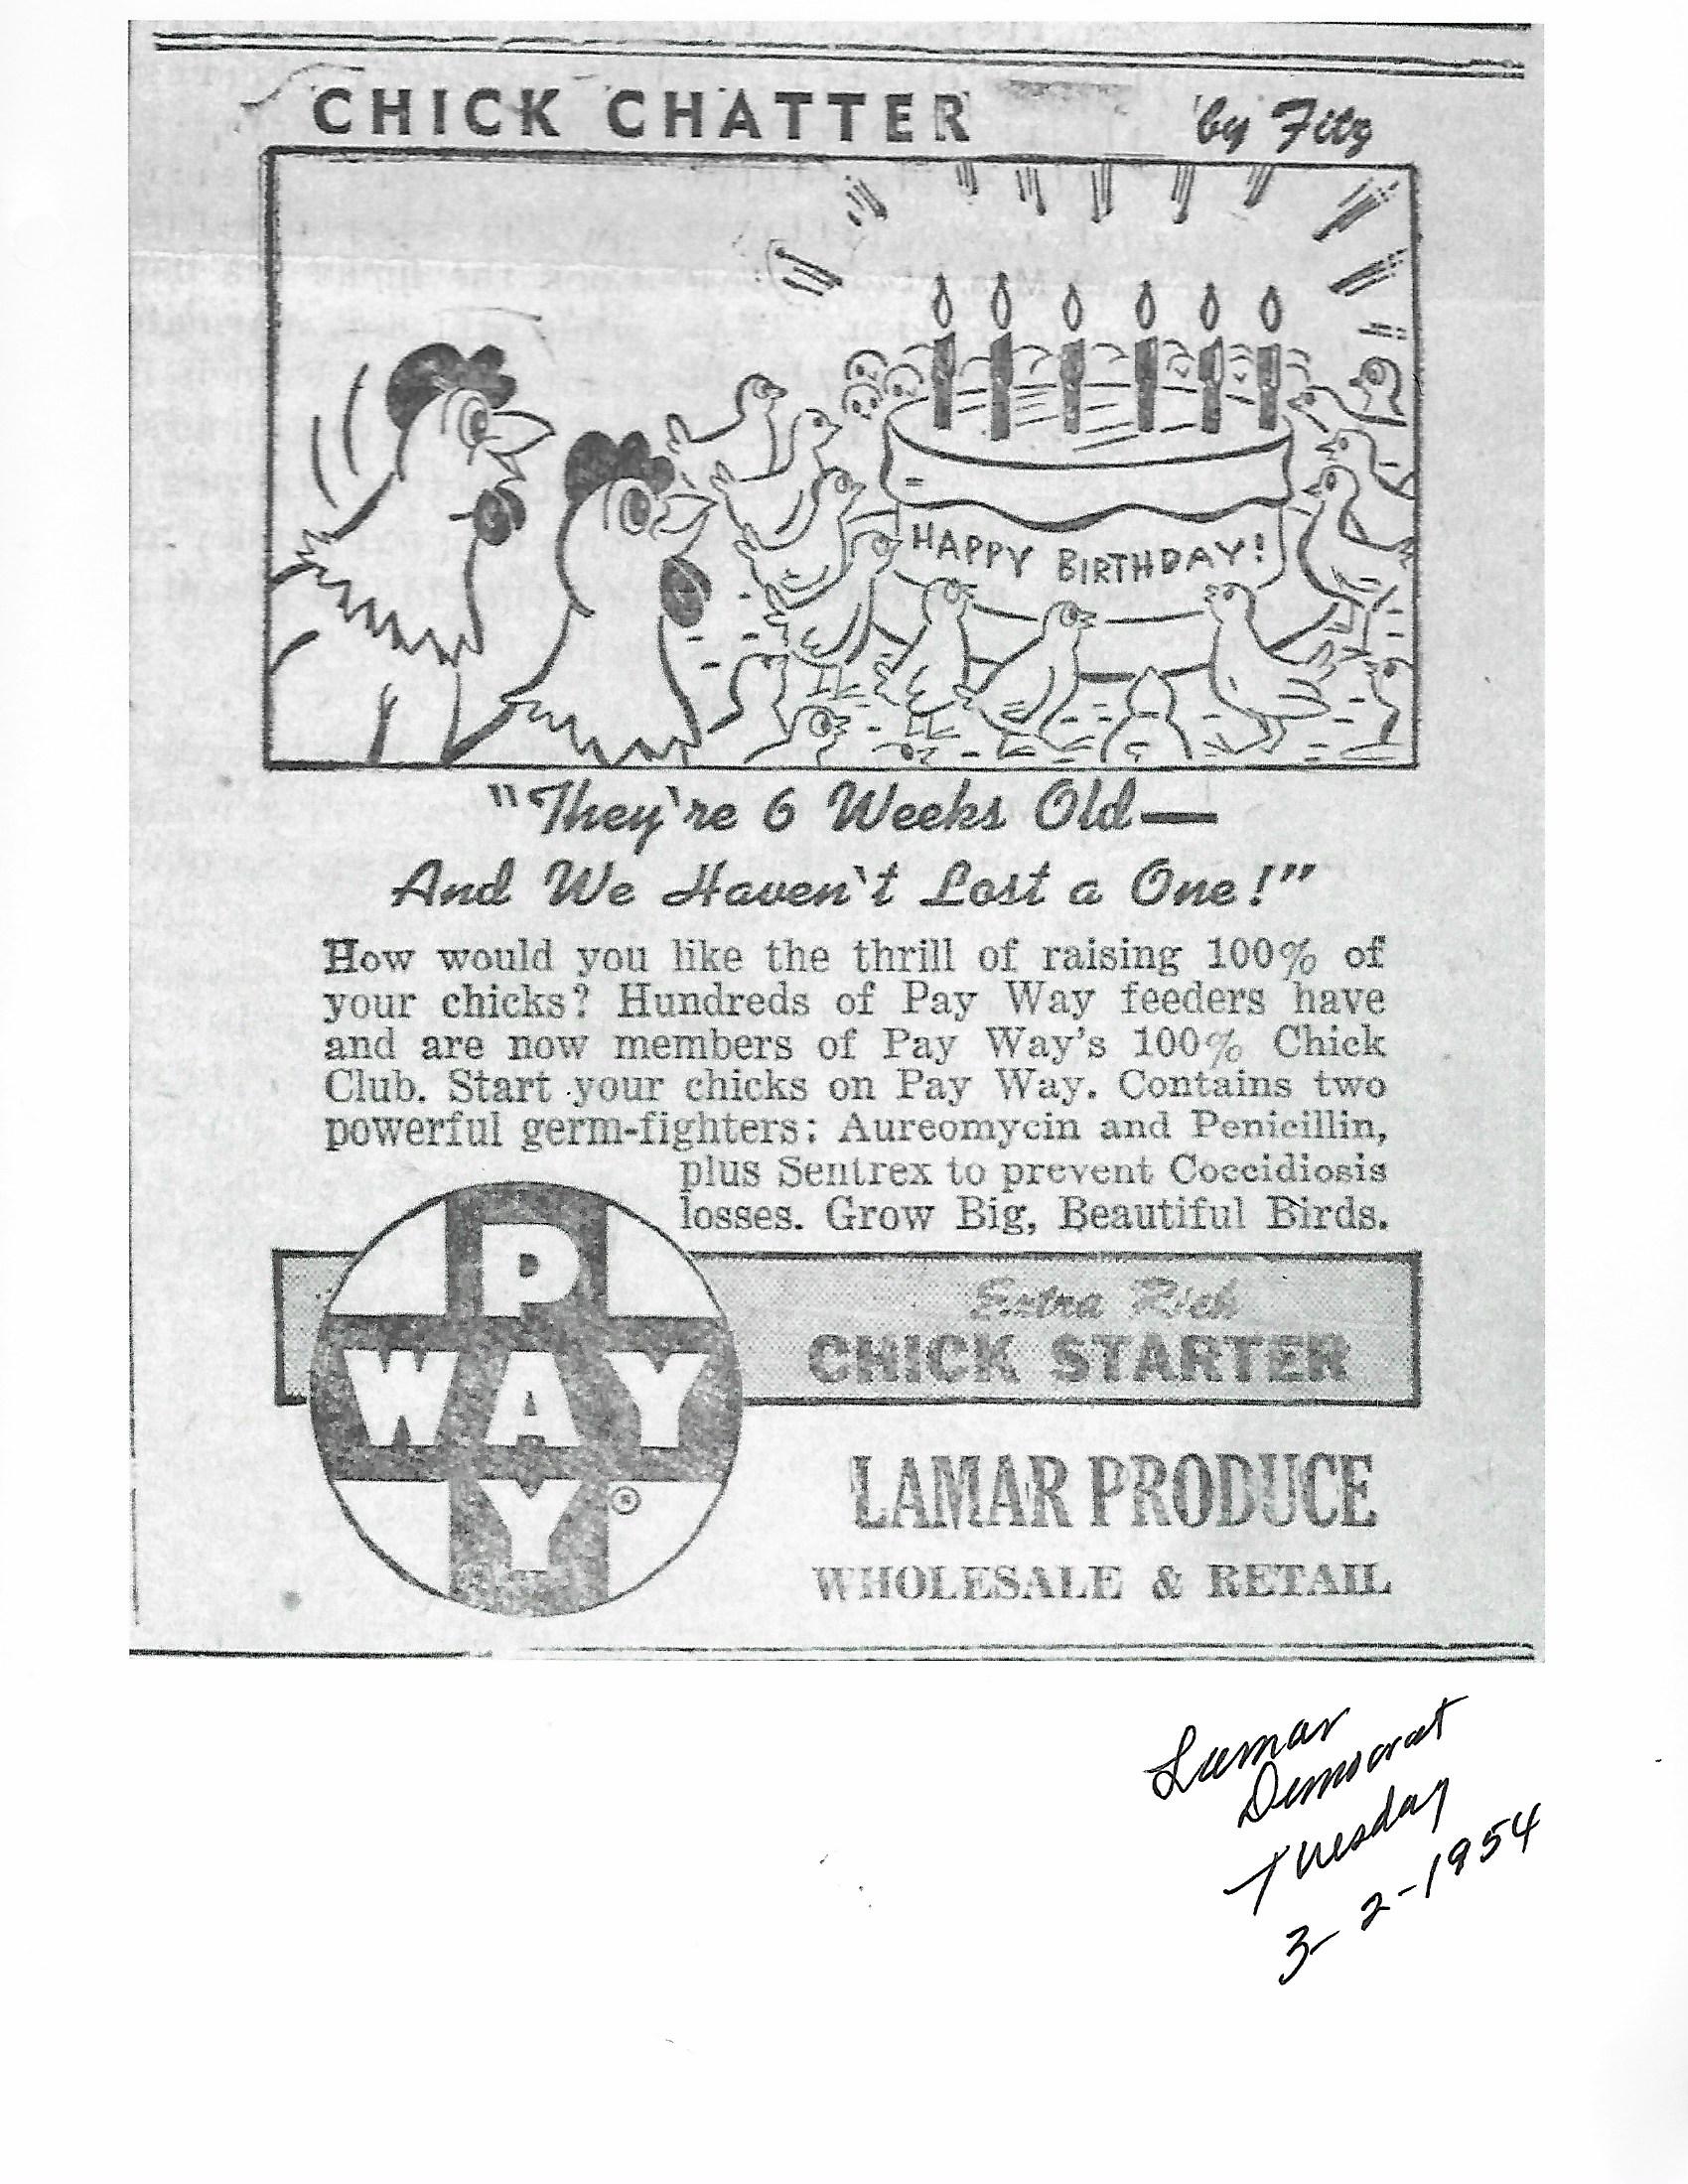 CHICK CHATTER by Fitz
HAPPY BIRTHDAY!
"They're 6 Weeks Old—
And We Haven't Lost a One!"
How would you like the thrill of raising 100% of
your chicks? Hundreds of Pay Way feeders have
and are now members of Pay Way's 100% Chick
Club. Start your chicks on Pay Way. Contains two
powerful germ-fighters: Aureomycin and Penicillin,
plus Sentrex to prevent Coccidiosis
losses. Grow Big, Beautiful Birds.
P
WAY
Y ®
Extra Rich
CHICK STARTER
LAMAR PRODUCE
WHOLESALE & RETAIL
Lamar
Democrat
Tuesday
3-2-1954